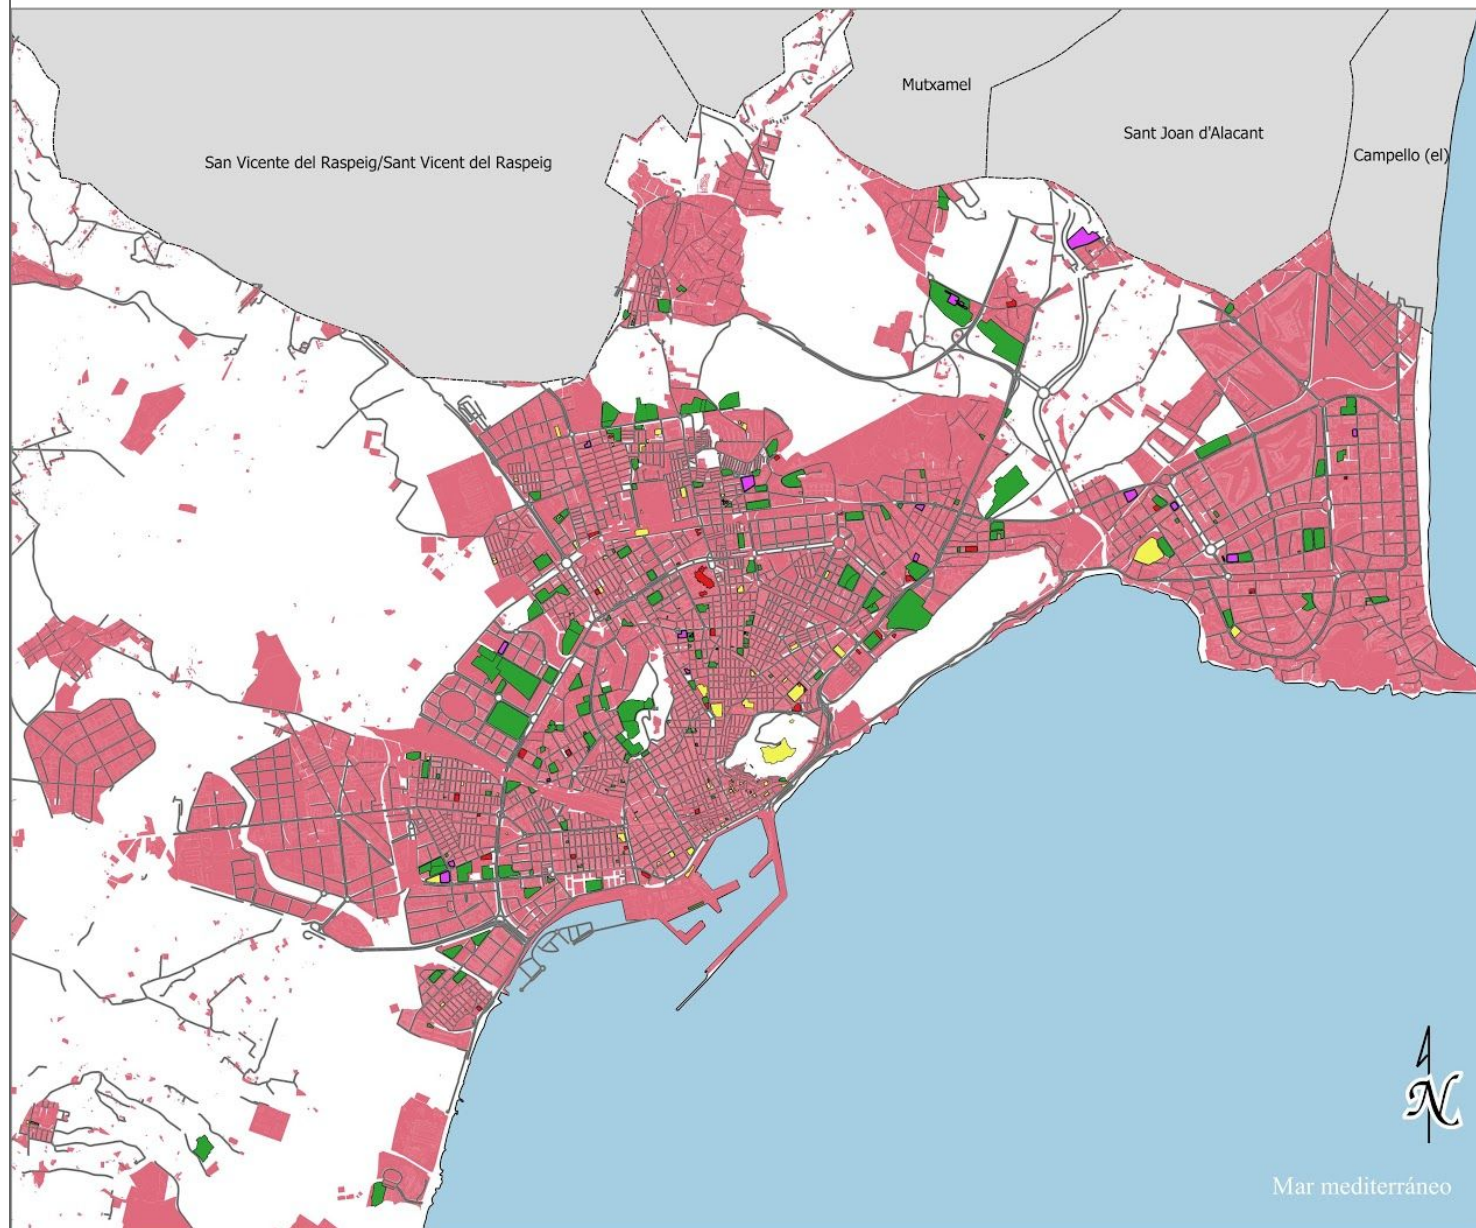 Mutxamel
Sant Joan d'Alacant
San Vicente del Raspeig/Sant Vicent del Raspeig
Campello (el)
N
Mar mediterráneo